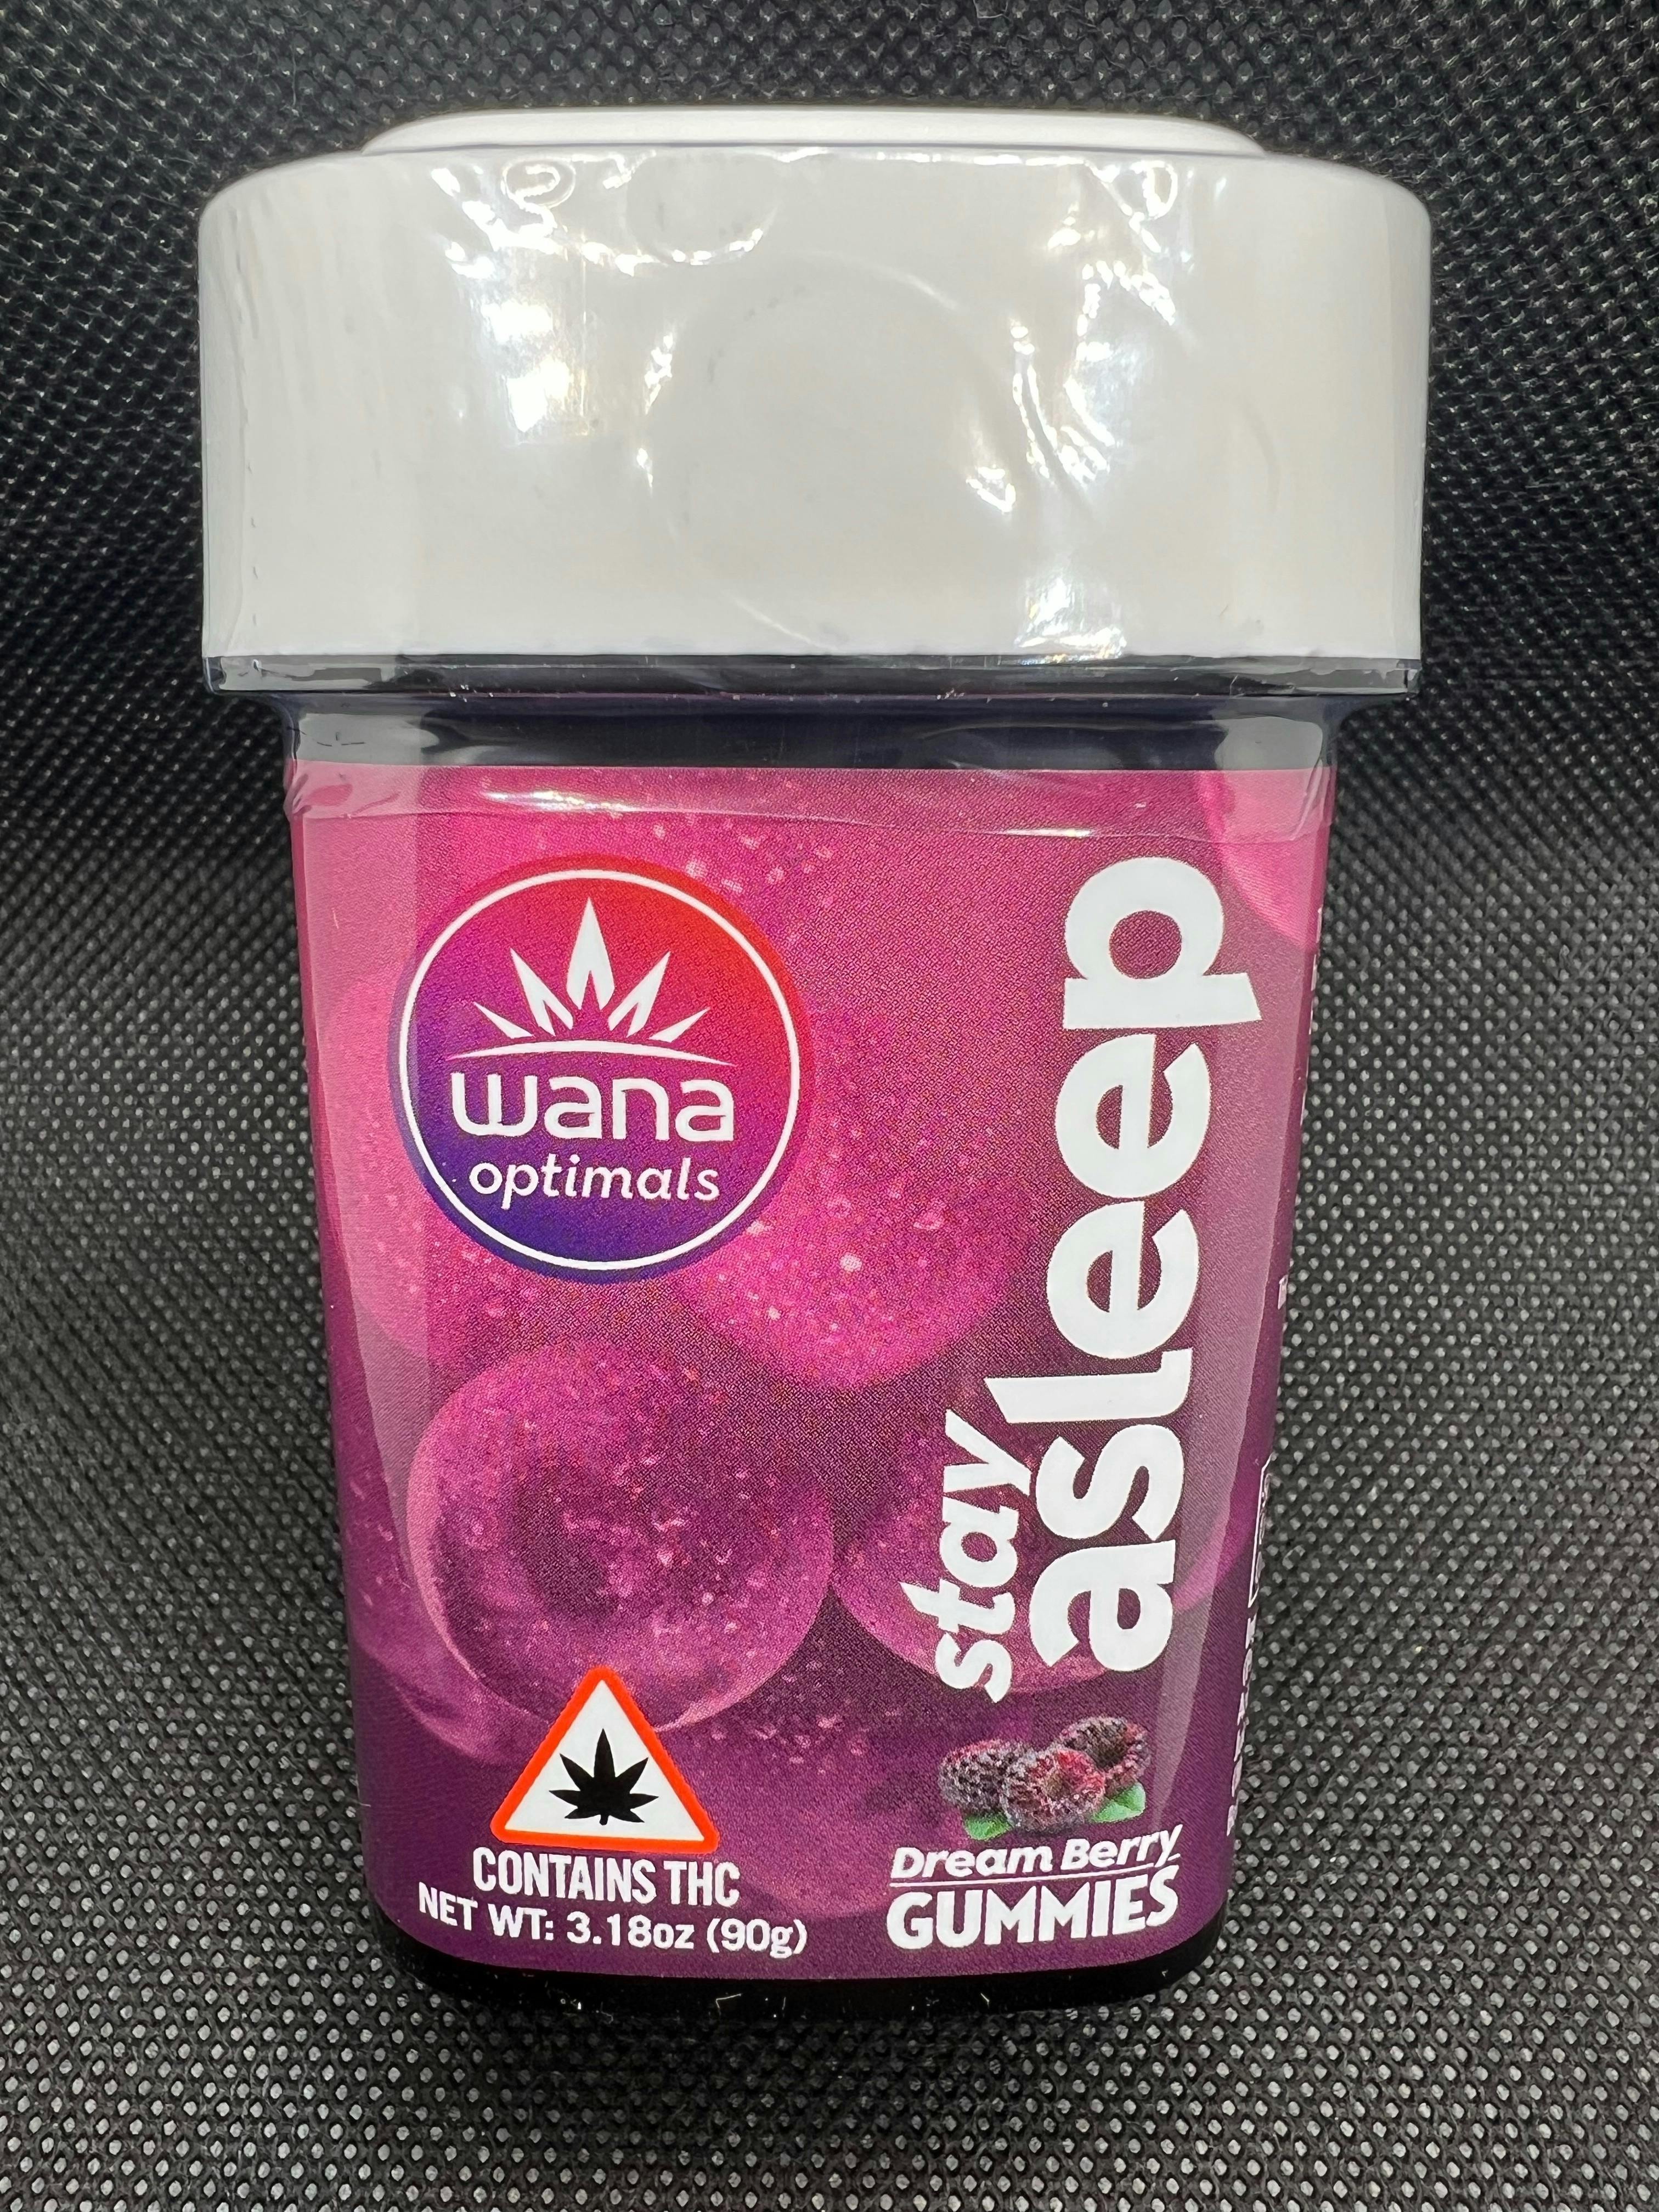 wana
optimals
stay
asleep
CONTAINS THC
NET WT: 3.18oz (90g)
Dream Berry
GUMMIES